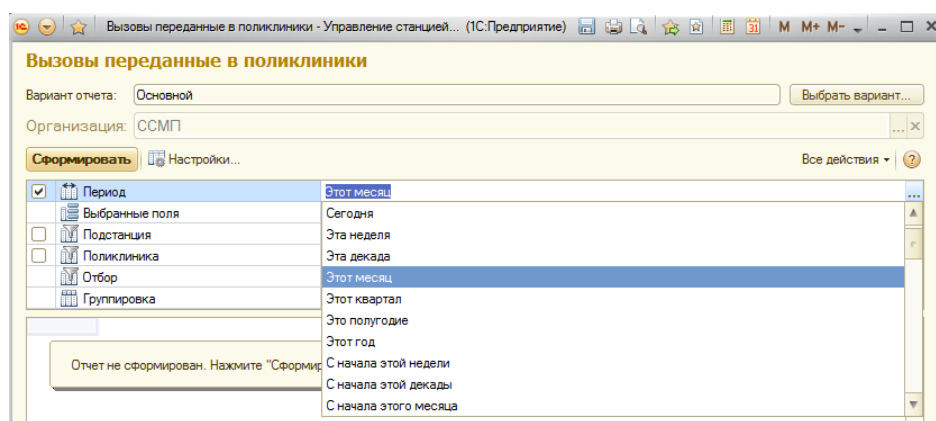 Вызовы переданные в поликлиники - Управление станцией... (1С:Предприятие) 31 M M+ M-
Вызовы переданные в поликлиники
Вариант отчета: Основной Выбрать вариант...
Организация: ССМП ... ×
Сформировать Настройки... Все действия ?
Период Этот месяц ...
Выбранные поля Сегодня
Подстанция Эта неделя
Поликлиника Эта декада
Отбор Этот месяц
Группировка Этот квартал
Это полугодие
Этот год
Отчет не сформирован. Нажмите "Сформир С начала этой недели
С начала этой декады
С начала этого месяца